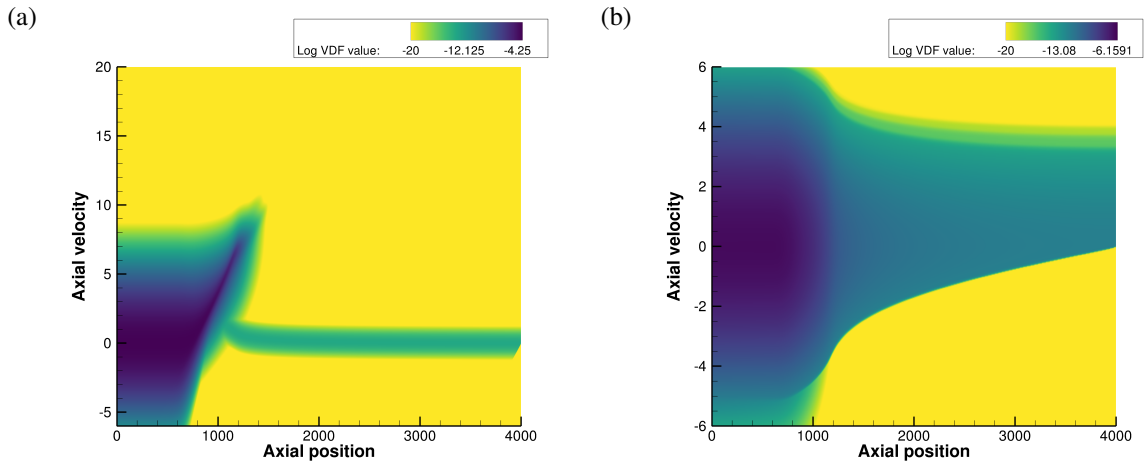 (a)
Log VDF value: -20 -12.125 -4.25
20
15
10
5
0
-5
Axial velocity
0 1000 2000 3000 4000
Axial position
(b)
Log VDF value: -20 -13.08 -6.1591
6
4
2
0
-2
-4
-6
Axial velocity
0 1000 2000 3000 4000
Axial position